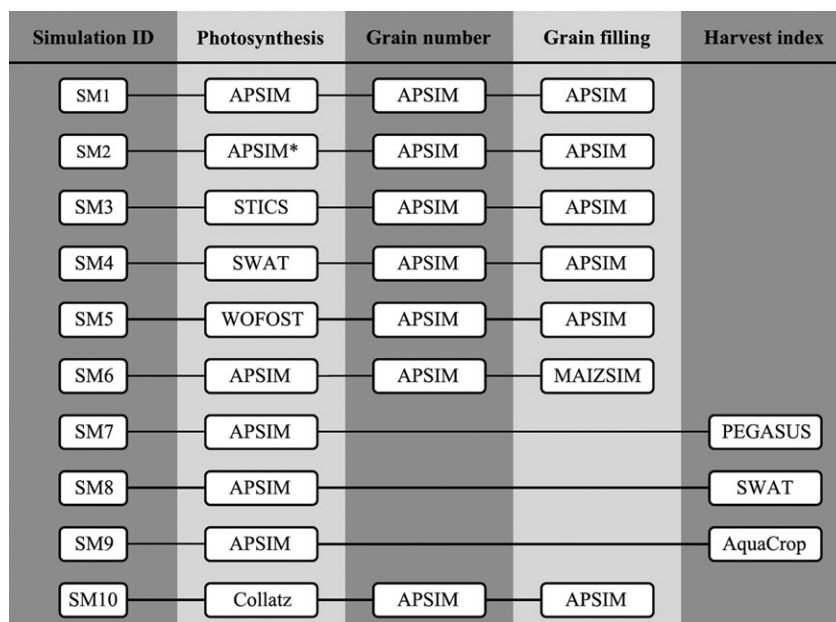 Simulation ID Photosynthesis Grain number Grain filling Harvest index
SM1 APSIM APSIM APSIM
SM2 APSIM* APSIM APSIM
SM3 STICS APSIM APSIM
SM4 SWAT APSIM APSIM
SM5 WOFOST APSIM APSIM
SM6 APSIM APSIM MAIZSIM
SM7 APSIM PEGASUS
SM8 APSIM SWAT
SM9 APSIM AquaCrop
SM10 Collatz APSIM APSIM